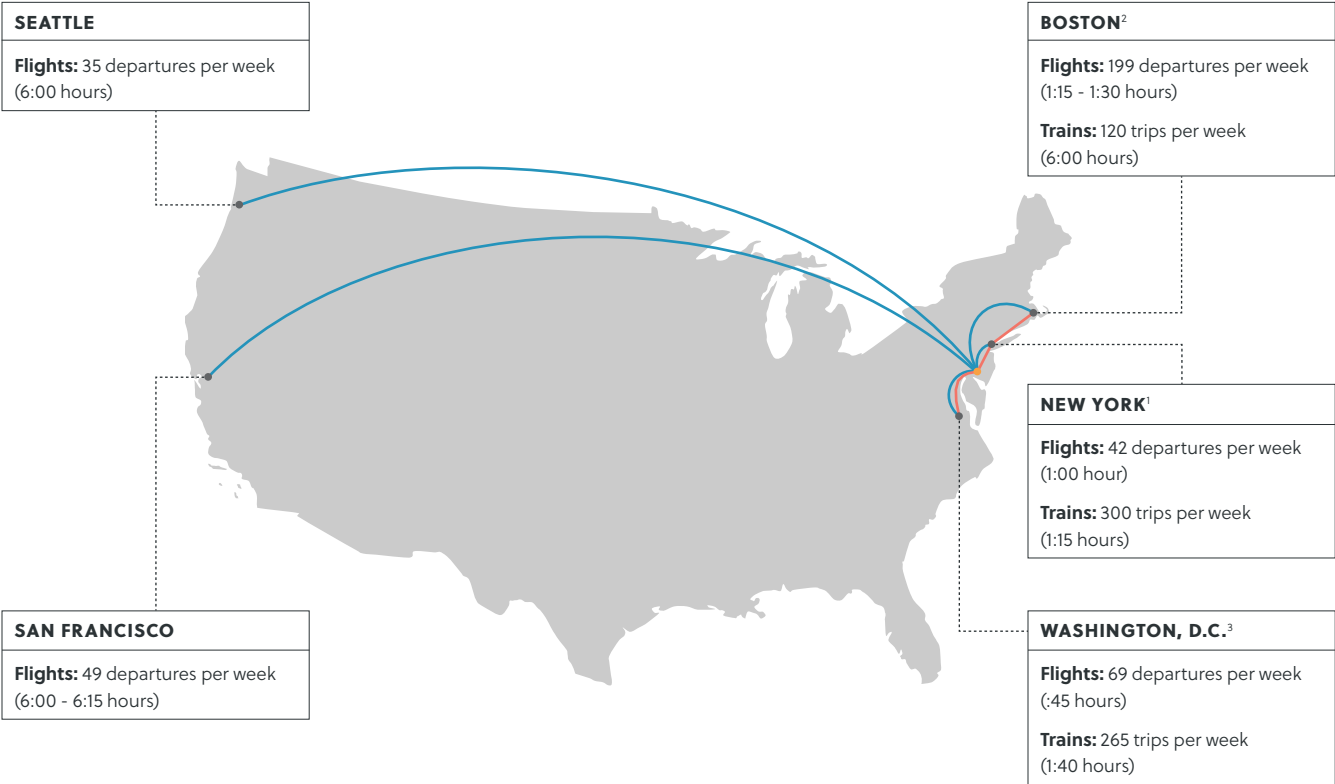 SEATTLE
Flights: 35 departures per week
(6:00 hours)
BOSTON²
Flights: 199 departures per week
(1:15 - 1:30 hours)
Trains: 120 trips per week
(6:00 hours)
NEW YORK¹
Flights: 42 departures per week
(1:00 hour)
Trains: 300 trips per week
(1:15 hours)
SAN FRANCISCO
Flights: 49 departures per week
(6:00 - 6:15 hours)
WASHINGTON, D.C.³
Flights: 69 departures per week
(:45 hours)
Trains: 265 trips per week
(1:40 hours)